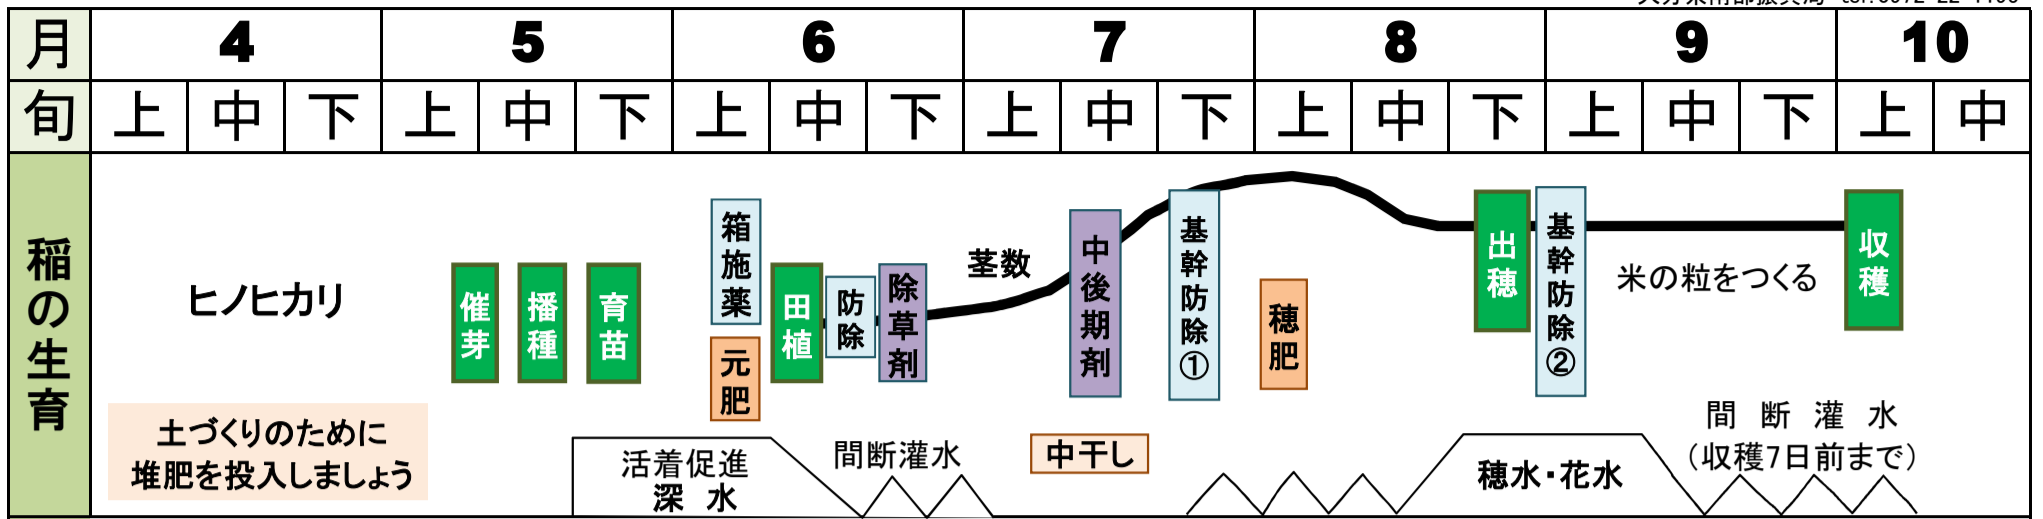 月 4 5 6 7 8 9 10
旬 上 中 下 上 中 下 上 中 下 上 中 下 上 中 下 上 中 下 上 中
稲の生育
ヒノヒカリ
土づくりのために
堆肥を投入しましょう
催芽
播種
育苗
箱施薬
元肥
田植
防除
除草剤
茎数
中後期剤
基幹防除①
穂肥
出穂
基幹防除②
米の粒をつくる
収穫
活着促進
深 水
間断灌水
中干し
穂水・花水
間 断 灌 水
(収穫7日前まで)